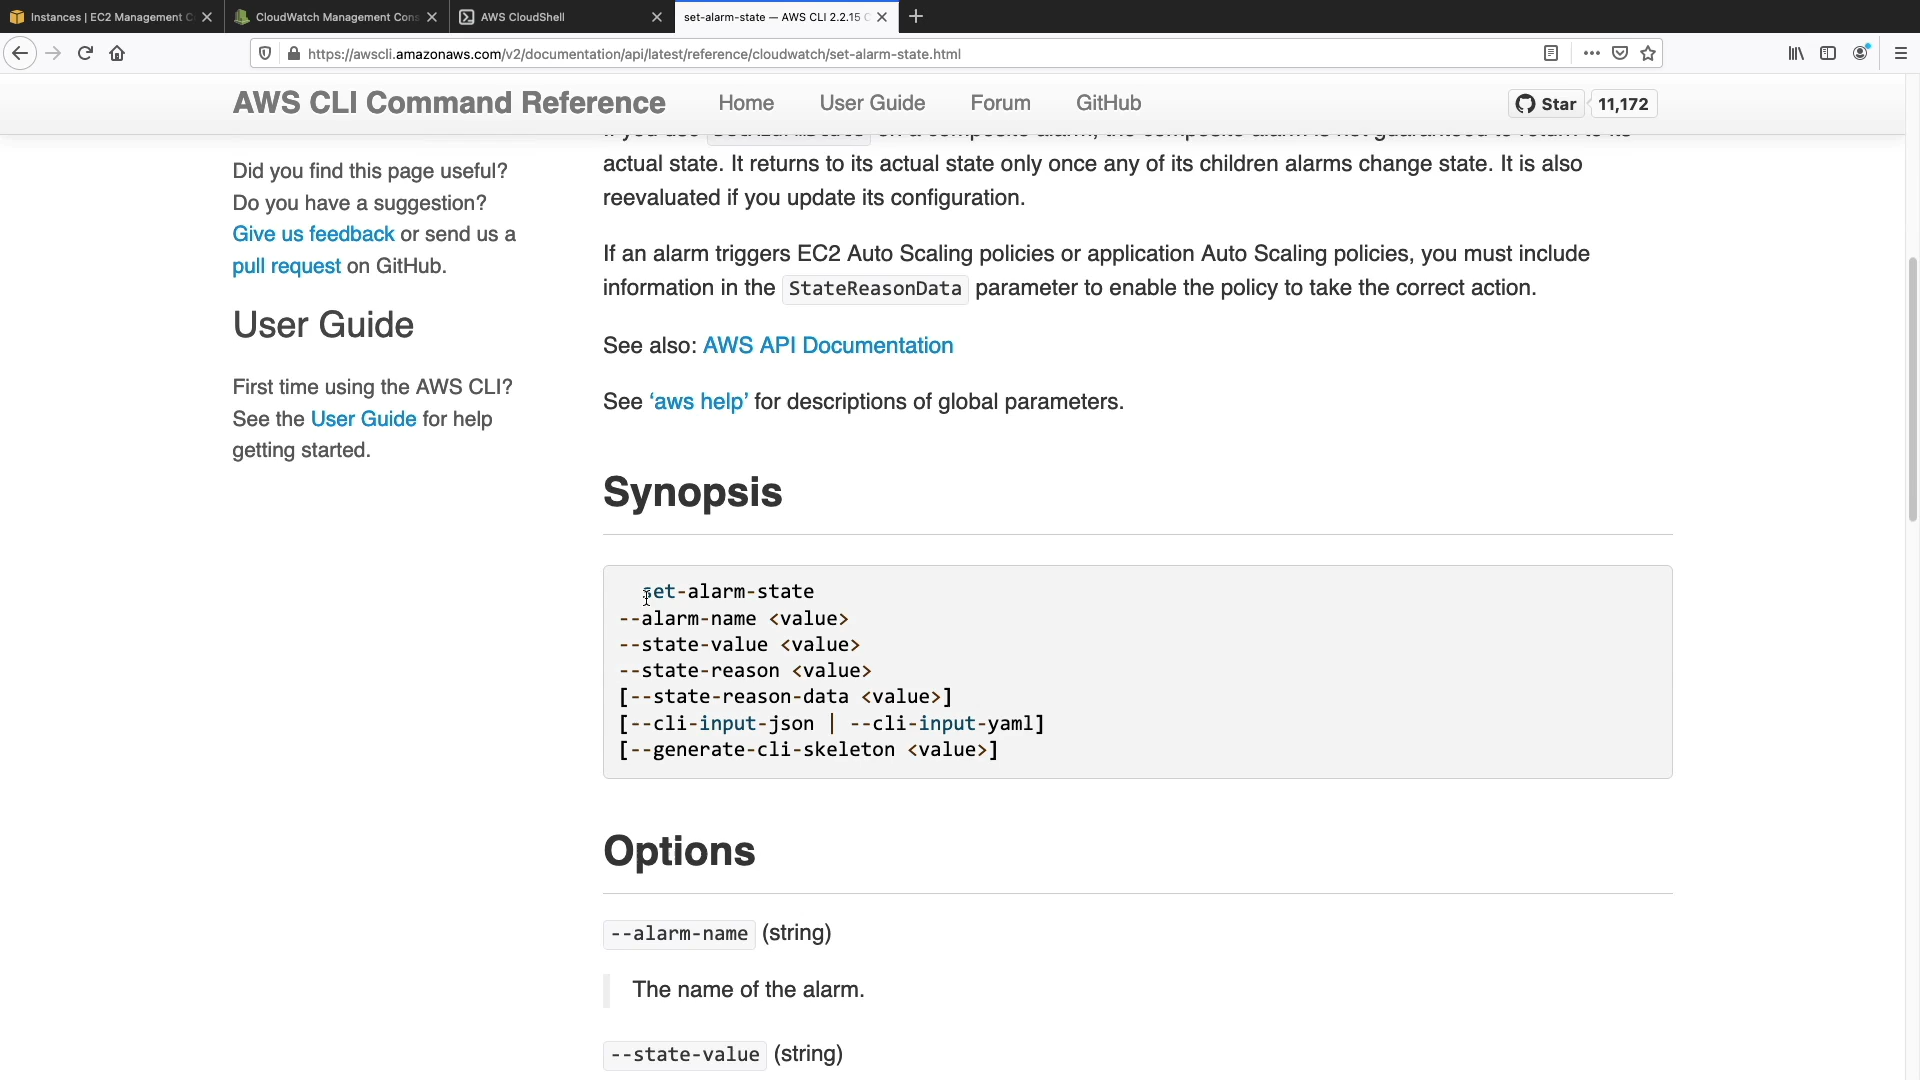 Instances | EC2 Management C
CloudWatch Management Cons
AWS CloudShell
set-alarm-state — AWS CLI 2.2.15 C
https://awscli.amazonaws.com/v2/documentation/api/latest/reference/cloudwatch/set-alarm-state.html
AWS CLI Command Reference
Home
User Guide
Forum
GitHub
Star
11,172
Did you find this page useful?
Do you have a suggestion?
Give us feedback or send us a
pull request on GitHub.
User Guide
First time using the AWS CLI?
See the User Guide for help
getting started.
If you use SetAlarmState on a composite alarm, the composite alarm is not guaranteed to return to its
actual state. It returns to its actual state only once any of its children alarms change state. It is also
reevaluated if you update its configuration.
If an alarm triggers EC2 Auto Scaling policies or application Auto Scaling policies, you must include
information in the StateReasonData parameter to enable the policy to take the correct action.
See also: AWS API Documentation
See ‘aws help’ for descriptions of global parameters.
Synopsis
set-alarm-state
--alarm-name <value>
--state-value <value>
--state-reason <value>
[--state-reason-data <value>]
[--cli-input-json | --cli-input-yaml]
[--generate-cli-skeleton <value>]
Options
--alarm-name (string)
The name of the alarm.
--state-value (string)